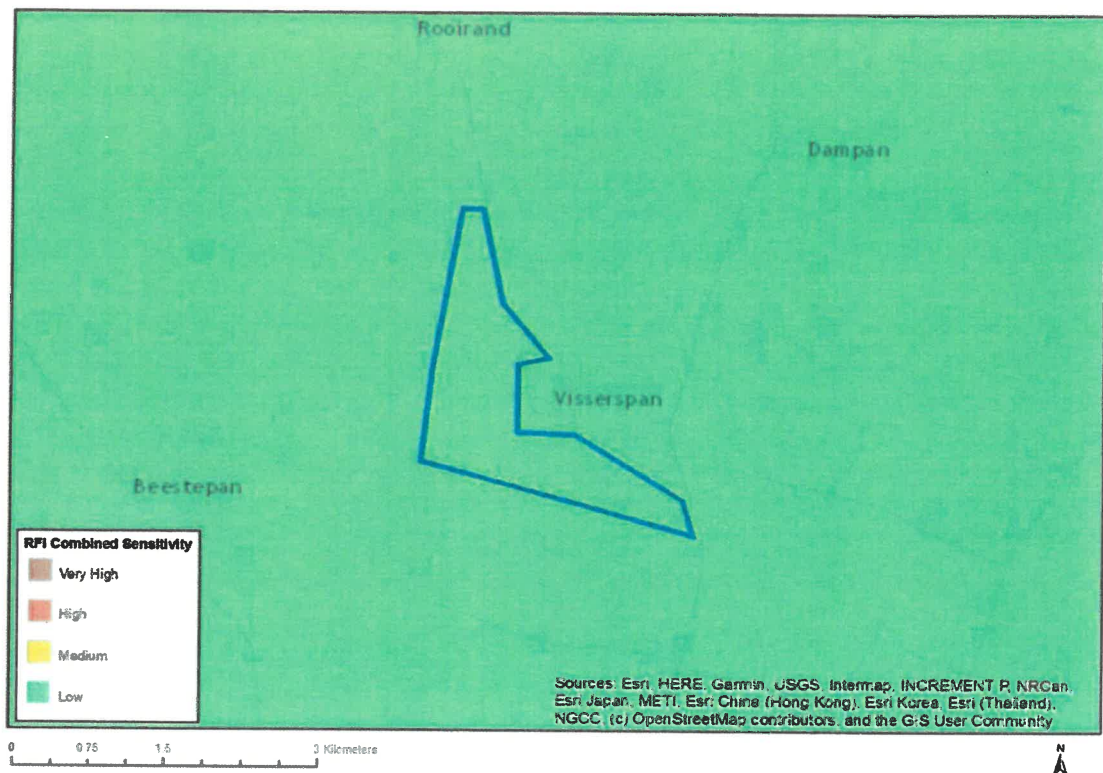 Rooirand
Dampan
Visserspan
Beestepan
RFI Combined Sensitivity
Very High
High
Medium
Low
Sources: Esri, HERE, Garmin, USGS, Intermap, INCREMENT P, NRCan,
Esri Japan, METI, Esri China (Hong Kong), Esri Korea, Esri (Thailand),
NGCC, (c) OpenStreetMap contributors, and the GIS User Community
0 0.75 1.5 3 Kilometers
N